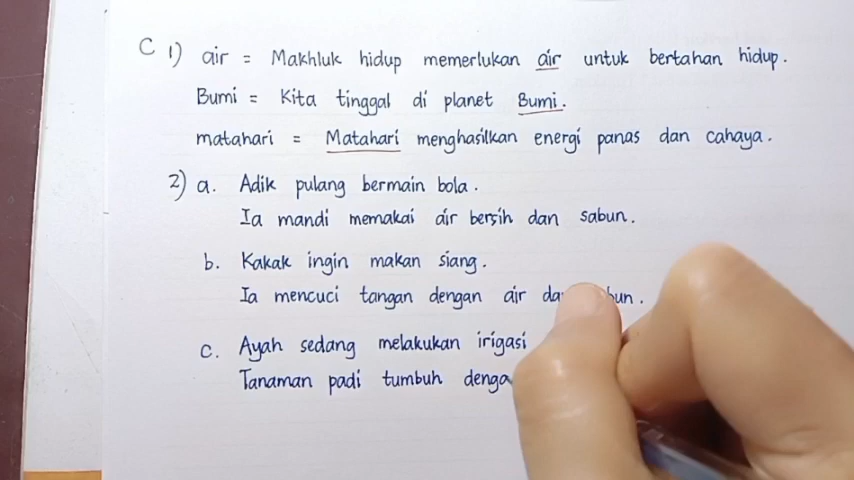 C 1) air = Makhluk hidup memerlukan air untuk bertahan hidup.
Bumi = Kita tinggal di planet Bumi.
matahari = Matahari menghasilkan energi panas dan cahaya.
2) a. Adik pulang bermain bola.
Ia mandi memakai air bersih dan sabun.
b. Kakak ingin makan siang.
Ia mencuci tangan dengan air
c. Ayah sedang melakukan irigasi
Tanaman padi tumbuh